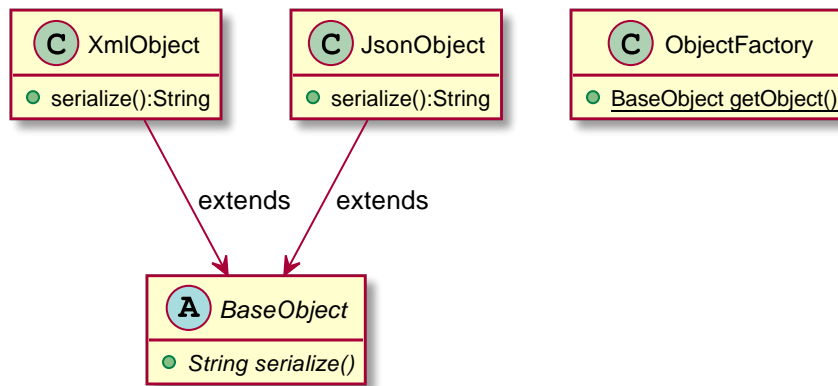 C XmlObject
serialize():String
C JsonObject
serialize():String
C ObjectFactory
BaseObject getObject()
extends
extends
A BaseObject
String serialize()